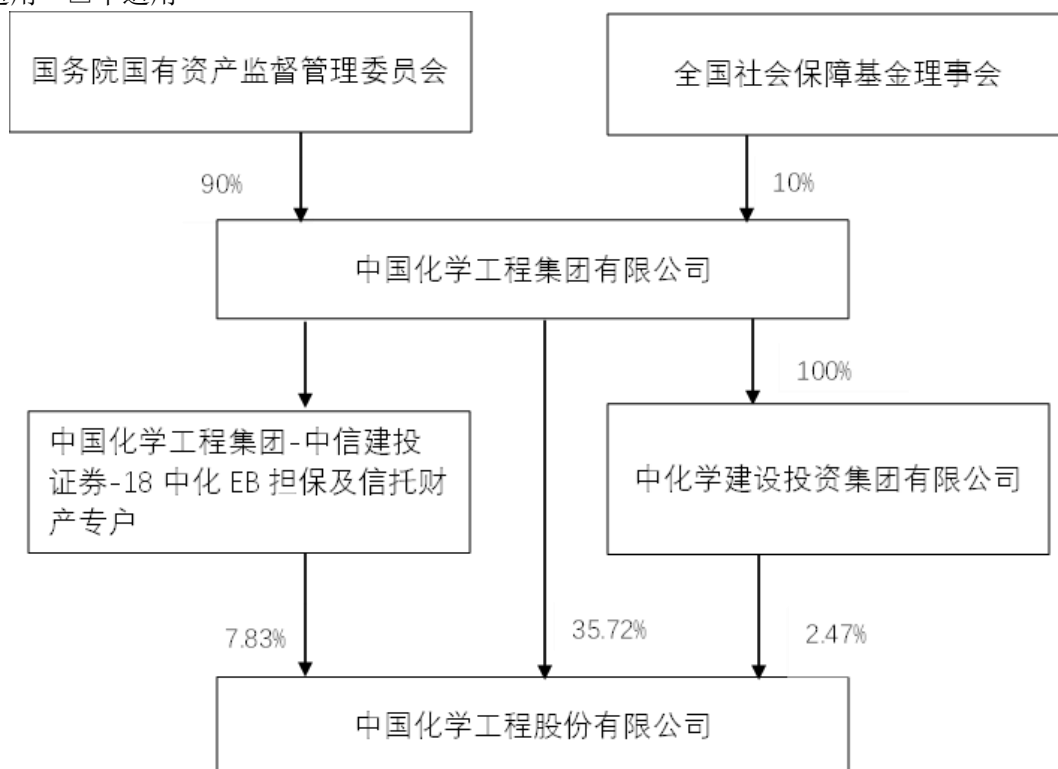 国务院国有资产监督管理委员会
全国社会保障基金理事会
90%
10%
中国化学工程集团有限公司
100%
中国化学工程集团-中信建投
证券-18 中化 EB 担保及信托财
产专户
中化学建设投资集团有限公司
7.83%
35.72%
2.47%
中国化学工程股份有限公司